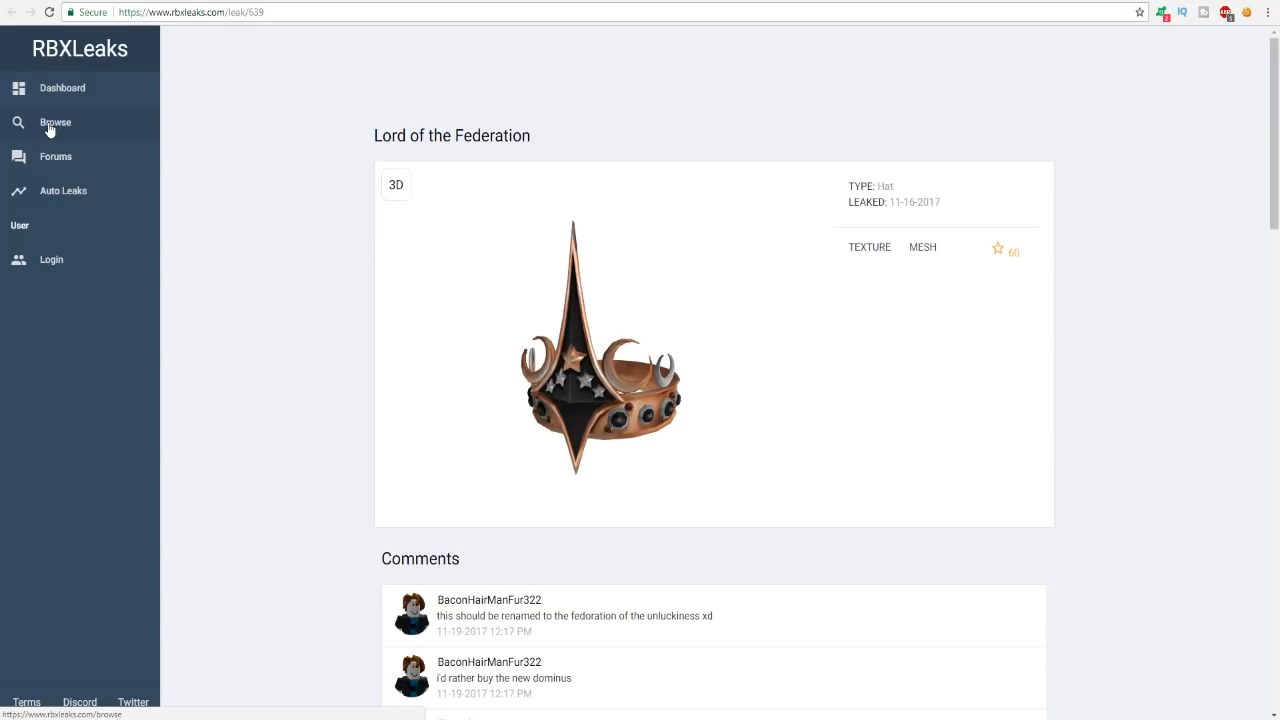 Secure https://www.rbxleaks.com/leak/639
RBXLeaks
Dashboard
Browse
Forums
Auto Leaks
User
Login
Terms Discord Twitter
https://www.rbxleaks.com/browse
Lord of the Federation
3D
TYPE: Hat
LEAKED: 11-16-2017
TEXTURE MESH 60
Comments
BaconHairManFur322
this should be renamed to the fedoration of the unluckiness xd
11-19-2017 12:17 PM
BaconHairManFur322
i'd rather buy the new dominus
11-19-2017 12:17 PM